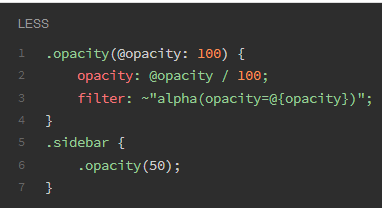 LESS
1 .opacity(@opacity: 100) {
2     opacity: @opacity / 100;
3     filter: ~"alpha(opacity=@{opacity})";
4 }
5 .sidebar {
6     .opacity(50);
7 }